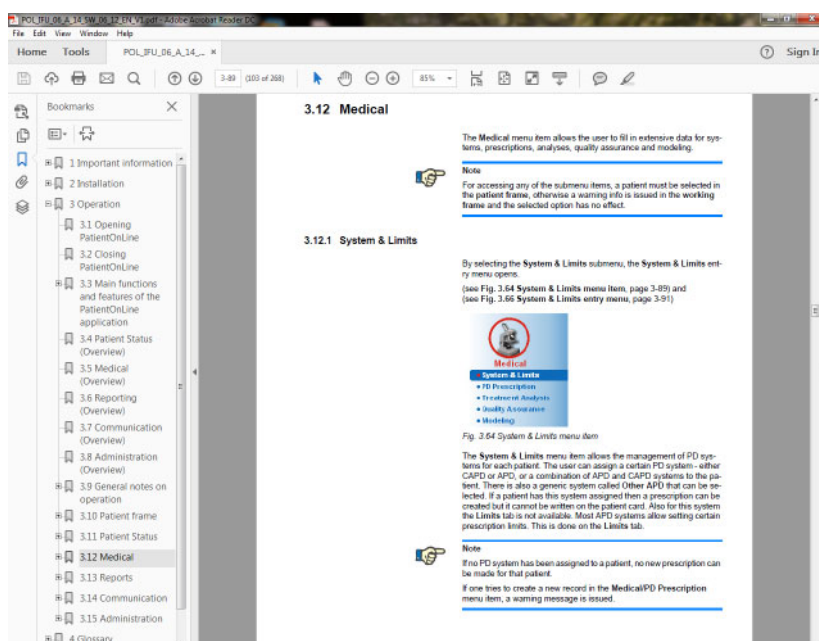 POL_IFU_06_A_14_SW_06_12_EN_V1.pdf - Adobe Acrobat Reader DC
File Edit View Window Help
Home Tools POL_IFU_06_A_14_... ×
Sign In
3-89 (103 of 268) 85%
Bookmarks
1 Important information
2 Installation
3 Operation
3.1 Opening
PatientOnLine
3.2 Closing
PatientOnLine
3.3 Main functions
and features of the
PatientOnLine
application
3.4 Patient Status
(Overview)
3.5 Medical
(Overview)
3.6 Reporting
(Overview)
3.7 Communication
(Overview)
3.8 Administration
(Overview)
3.9 General notes on
operation
3.10 Patient frame
3.11 Patient Status
3.12 Medical
3.13 Reports
3.14 Communication
3.15 Administration
4 Glossary
3.12 Medical
The Medical menu item allows the user to fill in extensive data for sys-
tems, prescriptions, analyses, quality assurance and modeling.
Note
For accessing any of the submenu items, a patient must be selected in
the patient frame, otherwise a warning info is issued in the working
frame and the selected option has no effect.
3.12.1 System & Limits
By selecting the System & Limits submenu, the System & Limits ent-
ry menu opens.
(see Fig. 3.64 System & Limits menu item, page 3-89) and
(see Fig. 3.66 System & Limits entry menu, page 3-91)
Medical
• System & Limits
• PD Prescription
• Treatment Analysis
• Quality Assurance
• Modeling
Fig. 3.64 System & Limits menu item
The System & Limits menu item allows the management of PD sys-
tems for each patient. The user can assign a certain PD system - either
CAPD or APD, or a combination of APD and CAPD systems to the pa-
tient. There is also a generic system called Other APD that can be se-
lected. If a patient has this system assigned then a prescription can be
created but it cannot be written on the patient card. Also for this system
the Limits tab is not available. Most APD systems allow setting certain
prescription limits. This is done on the Limits tab.
Note
If no PD system has been assigned to a patient, no new prescription can
be made for that patient.
If one tries to create a new record in the Medical/PD Prescription
menu item, a warning message is issued.